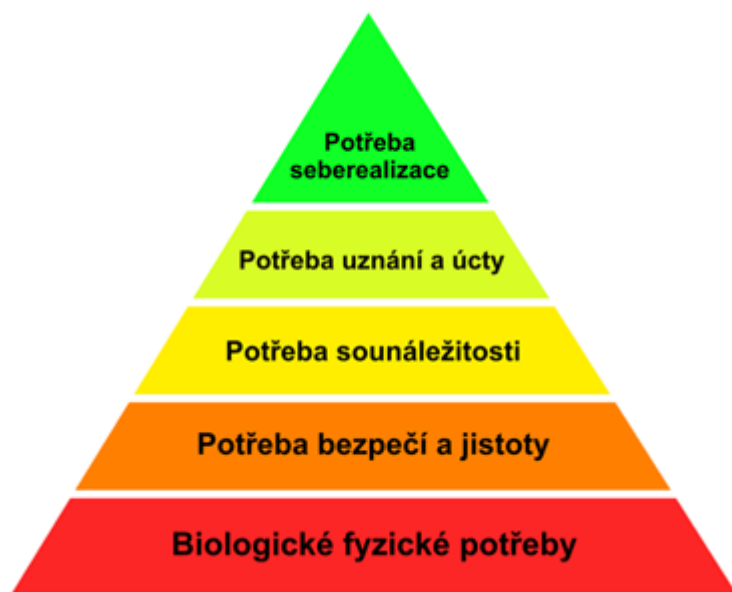 Potřeba
seberealizace
Potřeba uznání a úcty
Potřeba sounáležitosti
Potřeba bezpečí a jistoty
Biologické fyzické potřeby